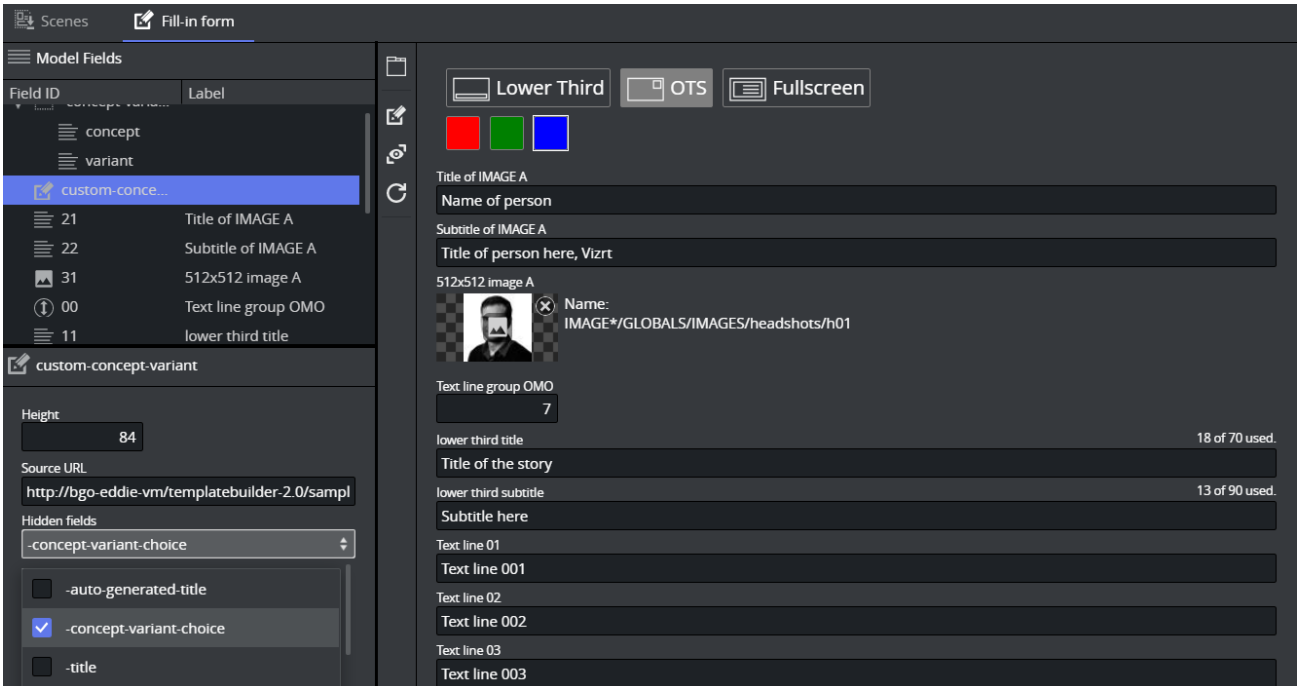 Scenes
Fill-in form
Model Fields
Field ID Label
concept-varia...
concept
variant
custom-conce...
21 Title of IMAGE A
22 Subtitle of IMAGE A
31 512x512 image A
00 Text line group OMO
11 lower third title
custom-concept-variant
Height
84
Source URL
http://bgo-eddie-vm/templatebuilder-2.0/sampl
Hidden fields
-concept-variant-choice
-auto-generated-title
-concept-variant-choice
-title
Lower Third
OTS
Fullscreen
Title of IMAGE A
Name of person
Subtitle of IMAGE A
Title of person here, Vizrt
512x512 image A
Name:
IMAGE*/GLOBALS/IMAGES/headshots/h01
Text line group OMO
7
lower third title 18 of 70 used.
Title of the story
lower third subtitle 13 of 90 used.
Subtitle here
Text line 01
Text line 001
Text line 02
Text line 002
Text line 03
Text line 003